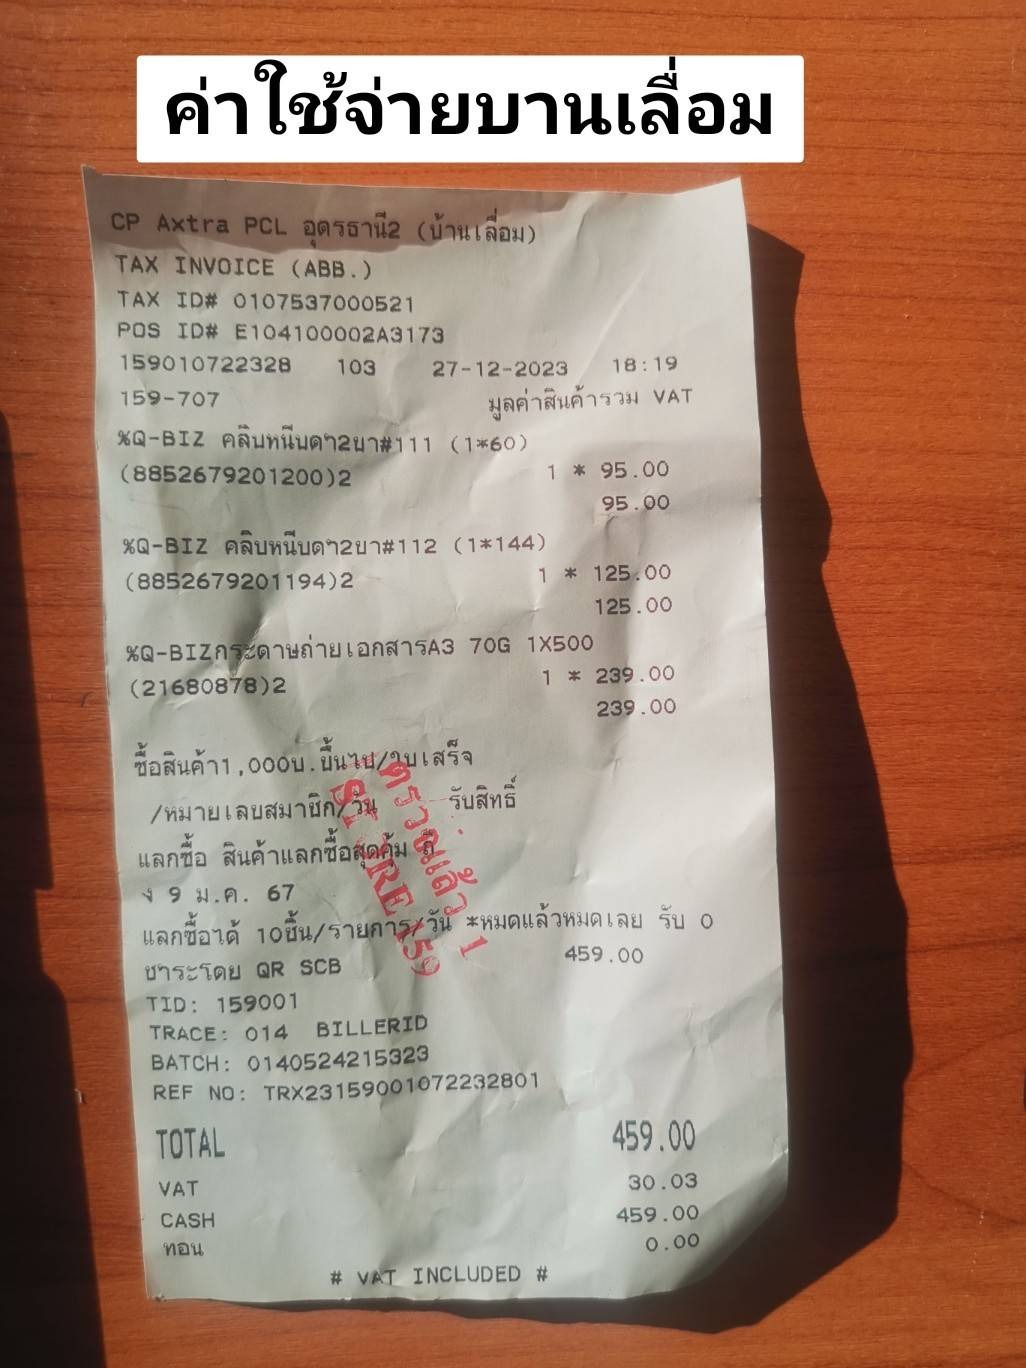 ค่าใช้จ่ายบานเลื่อม
CP Axtra PCL อุดรธานี2 (บ้านเลื่อม)
TAX INVOICE (ABB.)
TAX ID# 0107537000521
POS ID# E104100002A3173
159010722328 103 27-12-2023 18:19
159-707 มูลค่าสินค้ารวม VAT
%Q-BIZ คลิบหนีบดำ2ขา#111 (1*60)
(8852679201200)2 1 * 95.00
95.00
%Q-BIZ คลิบหนีบดำ2ขา#112 (1*144)
(8852679201194)2 1 * 125.00
125.00
%Q-BIZกระดาษถ่ายเอกสารA3 70G 1X500
(21680878)2 1 * 239.00
239.00
ซื้อสินค้า1,000บ.ขึ้นไป/ใบเสร็จ
/หมายเลขสมาชิก/วัน รับสิทธิ์
แลกซื้อ สินค้าแลกซื้อสุดคุ้ม ถึ
ง 9 ม.ค. 67
แลกซื้อได้ 10ชิ้น/รายการ/วัน *หมดแล้วหมดเลย รับ 0
ชำระโดย QR SCB 459.00
TID: 159001
TRACE: 014 BILLERID
BATCH: 0140524215323
REF NO: TRX23159001072232801
ตรวจแล้ว 1
STORE 159
TOTAL 459.00
VAT 30.03
CASH 459.00
ทอน 0.00
# VAT INCLUDED #